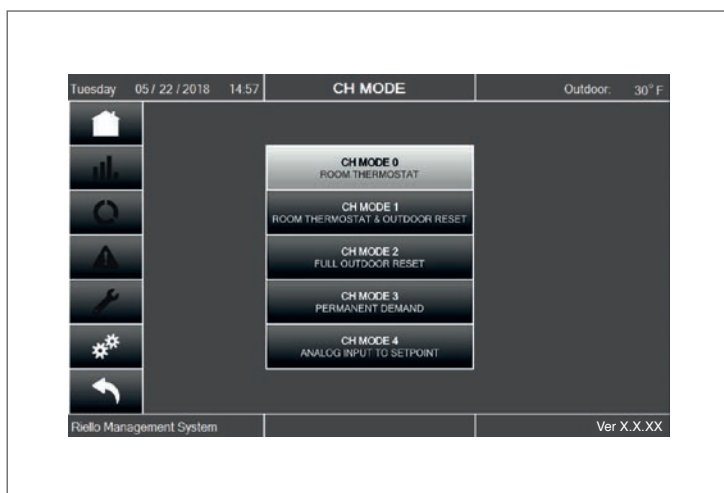 Tuesday 05 / 22 / 2018 14:57 CH MODE Outdoor: 30° F
CH MODE 0
ROOM THERMOSTAT
CH MODE 1
ROOM THERMOSTAT & OUTDOOR RESET
CH MODE 2
FULL OUTDOOR RESET
CH MODE 3
PERMANENT DEMAND
CH MODE 4
ANALOG INPUT TO SETPOINT
Riello Management System Ver X.X.XX